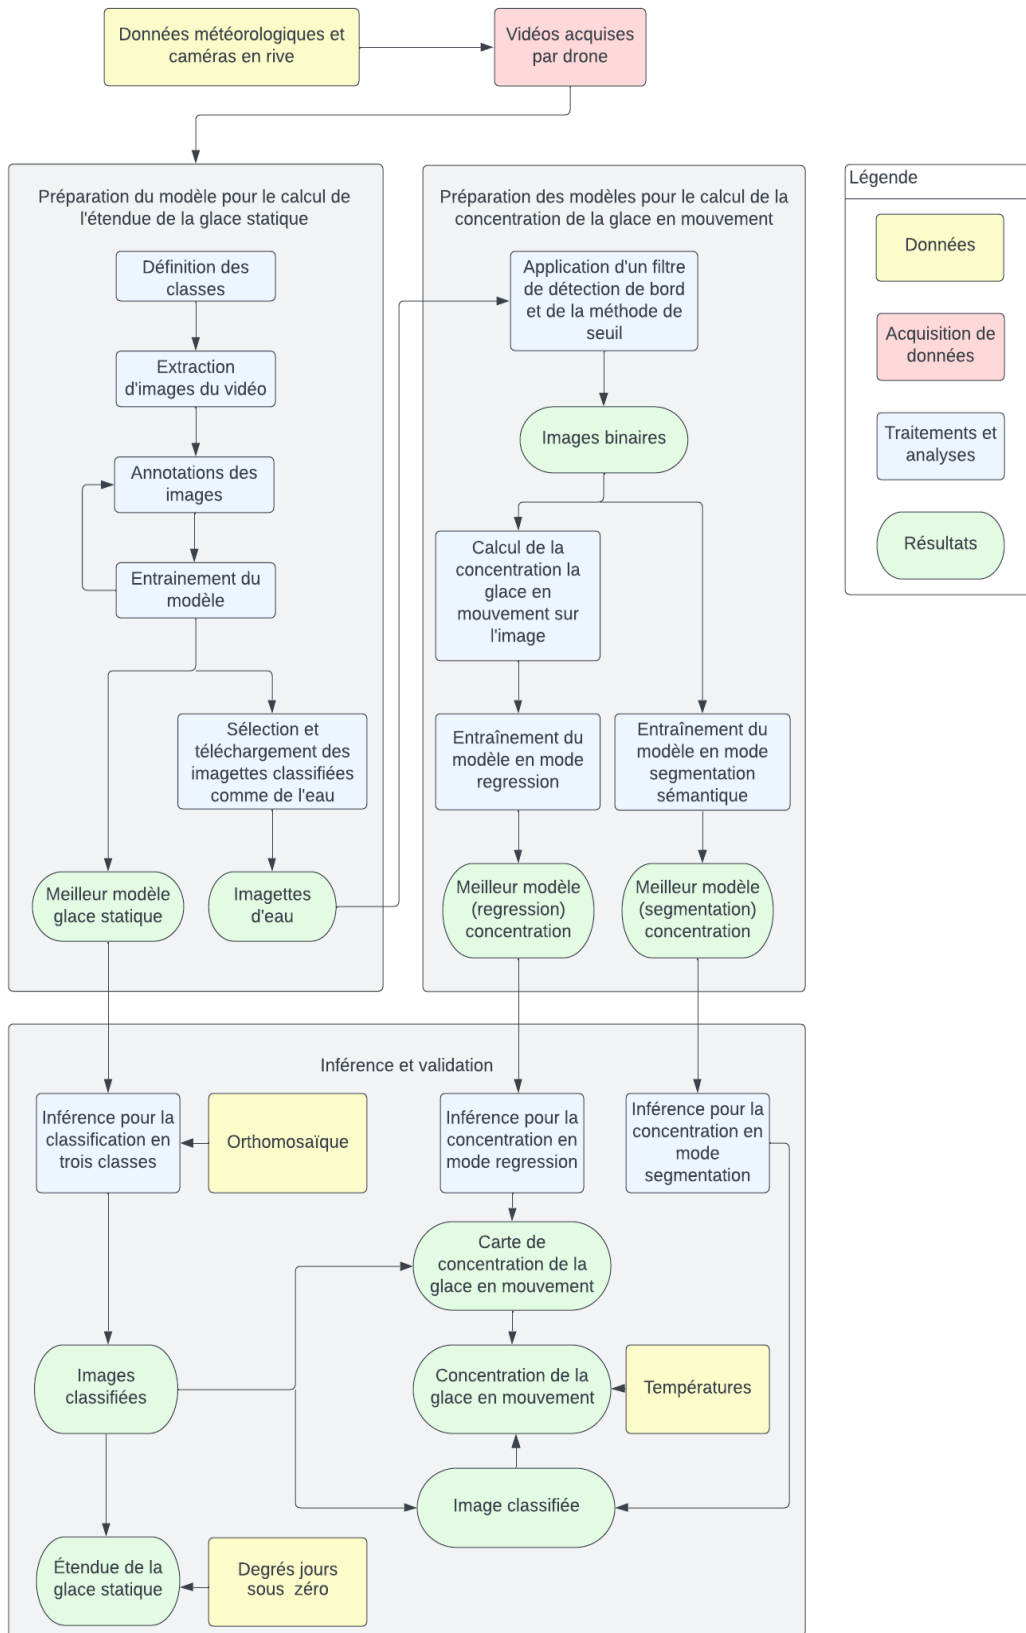 Données météorologiques et
caméras en rive
Vidéos acquises
par drone
Préparation du modèle pour le calcul de
l'étendue de la glace statique
Définition des
classes
Extraction
d'images du vidéo
Annotations des
images
Entrainement du
modèle
Sélection et
téléchargement des
imagettes classifiées
comme de l'eau
Meilleur modèle
glace statique
Imagettes
d'eau
Préparation des modèles pour le calcul de la
concentration de la glace en mouvement
Application d'un filtre
de détection de bord
et de la méthode de
seuil
Images binaires
Calcul de la
concentration la
glace en
mouvement sur
l'image
Entraînement du
modèle en mode
regression
Entraînement du
modèle en mode
segmentation
sémantique
Meilleur modèle
(regression)
concentration
Meilleur modèle
(segmentation)
concentration
Légende
Données
Acquisition de
données
Traitements et
analyses
Résultats
Inférence et validation
Inférence pour la
classification en
trois classes
Orthomosaïque
Inférence pour la
concentration en
mode regression
Inférence pour la
concentration en
mode
segmentation
Carte de
concentration de la
glace en mouvement
Images
classifiées
Concentration de la
glace en mouvement
Températures
Image classifiée
Étendue de la
glace statique
Degrés jours
sous zéro